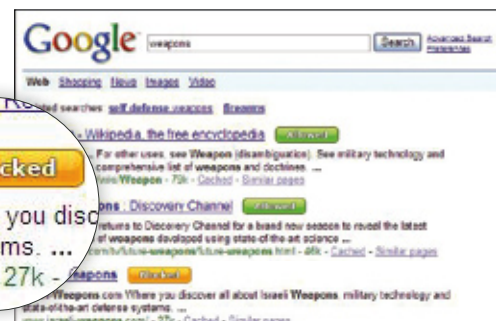 Google weapons Search Advanced Search
Preferences
Web Shopping News Images Video
searches: self defense weapons firearms
- Wikipedia, the free encyclopedia Allowed
For other uses, see Weapon (disambiguation). See military technology and
comprehensive list of weapons and doctrines. ...
Weapon - 79k - Cached - Similar pages
: Discovery Channel Allowed
returns to Discovery Channel for a brand new season to reveal the latest
of weapons developed using state-of-the-art science ...
- 46k - Cached - Similar pages
Weapons Blocked
Weapons.com Where you discover all about Israeli Weapons, military technology and
state-of-the-art defense systems. ...
www.israeli-weapons.com/ - 27k - Cached - Similar pages
cked
you disc
ms. ...
27k -